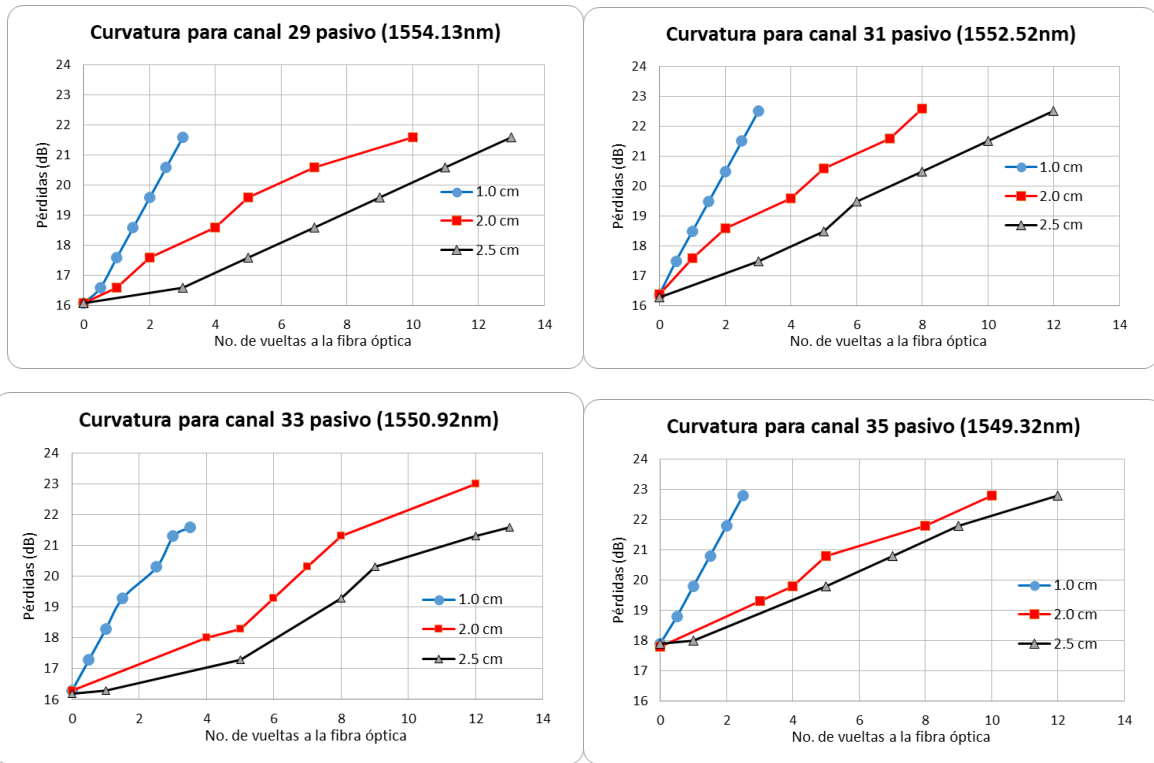 Curvatura para canal 29 pasivo (1554.13nm)
Pérdidas (dB)
24
23
22
21
20
19
18
17
16
0 2 4 6 8 10 12 14
No. de vueltas a la fibra óptica
1.0 cm
2.0 cm
2.5 cm
Curvatura para canal 31 pasivo (1552.52nm)
Pérdidas (dB)
24
23
22
21
20
19
18
17
16
0 2 4 6 8 10 12 14
No. de vueltas a la fibra óptica
1.0 cm
2.0 cm
2.5 cm
Curvatura para canal 33 pasivo (1550.92nm)
Pérdidas (dB)
24
23
22
21
20
19
18
17
16
0 2 4 6 8 10 12 14
No. de vueltas a la fibra óptica
1.0 cm
2.0 cm
2.5 cm
Curvatura para canal 35 pasivo (1549.32nm)
Pérdidas (dB)
24
23
22
21
20
19
18
17
16
0 2 4 6 8 10 12 14
No. de vueltas a la fibra óptica
1.0 cm
2.0 cm
2.5 cm